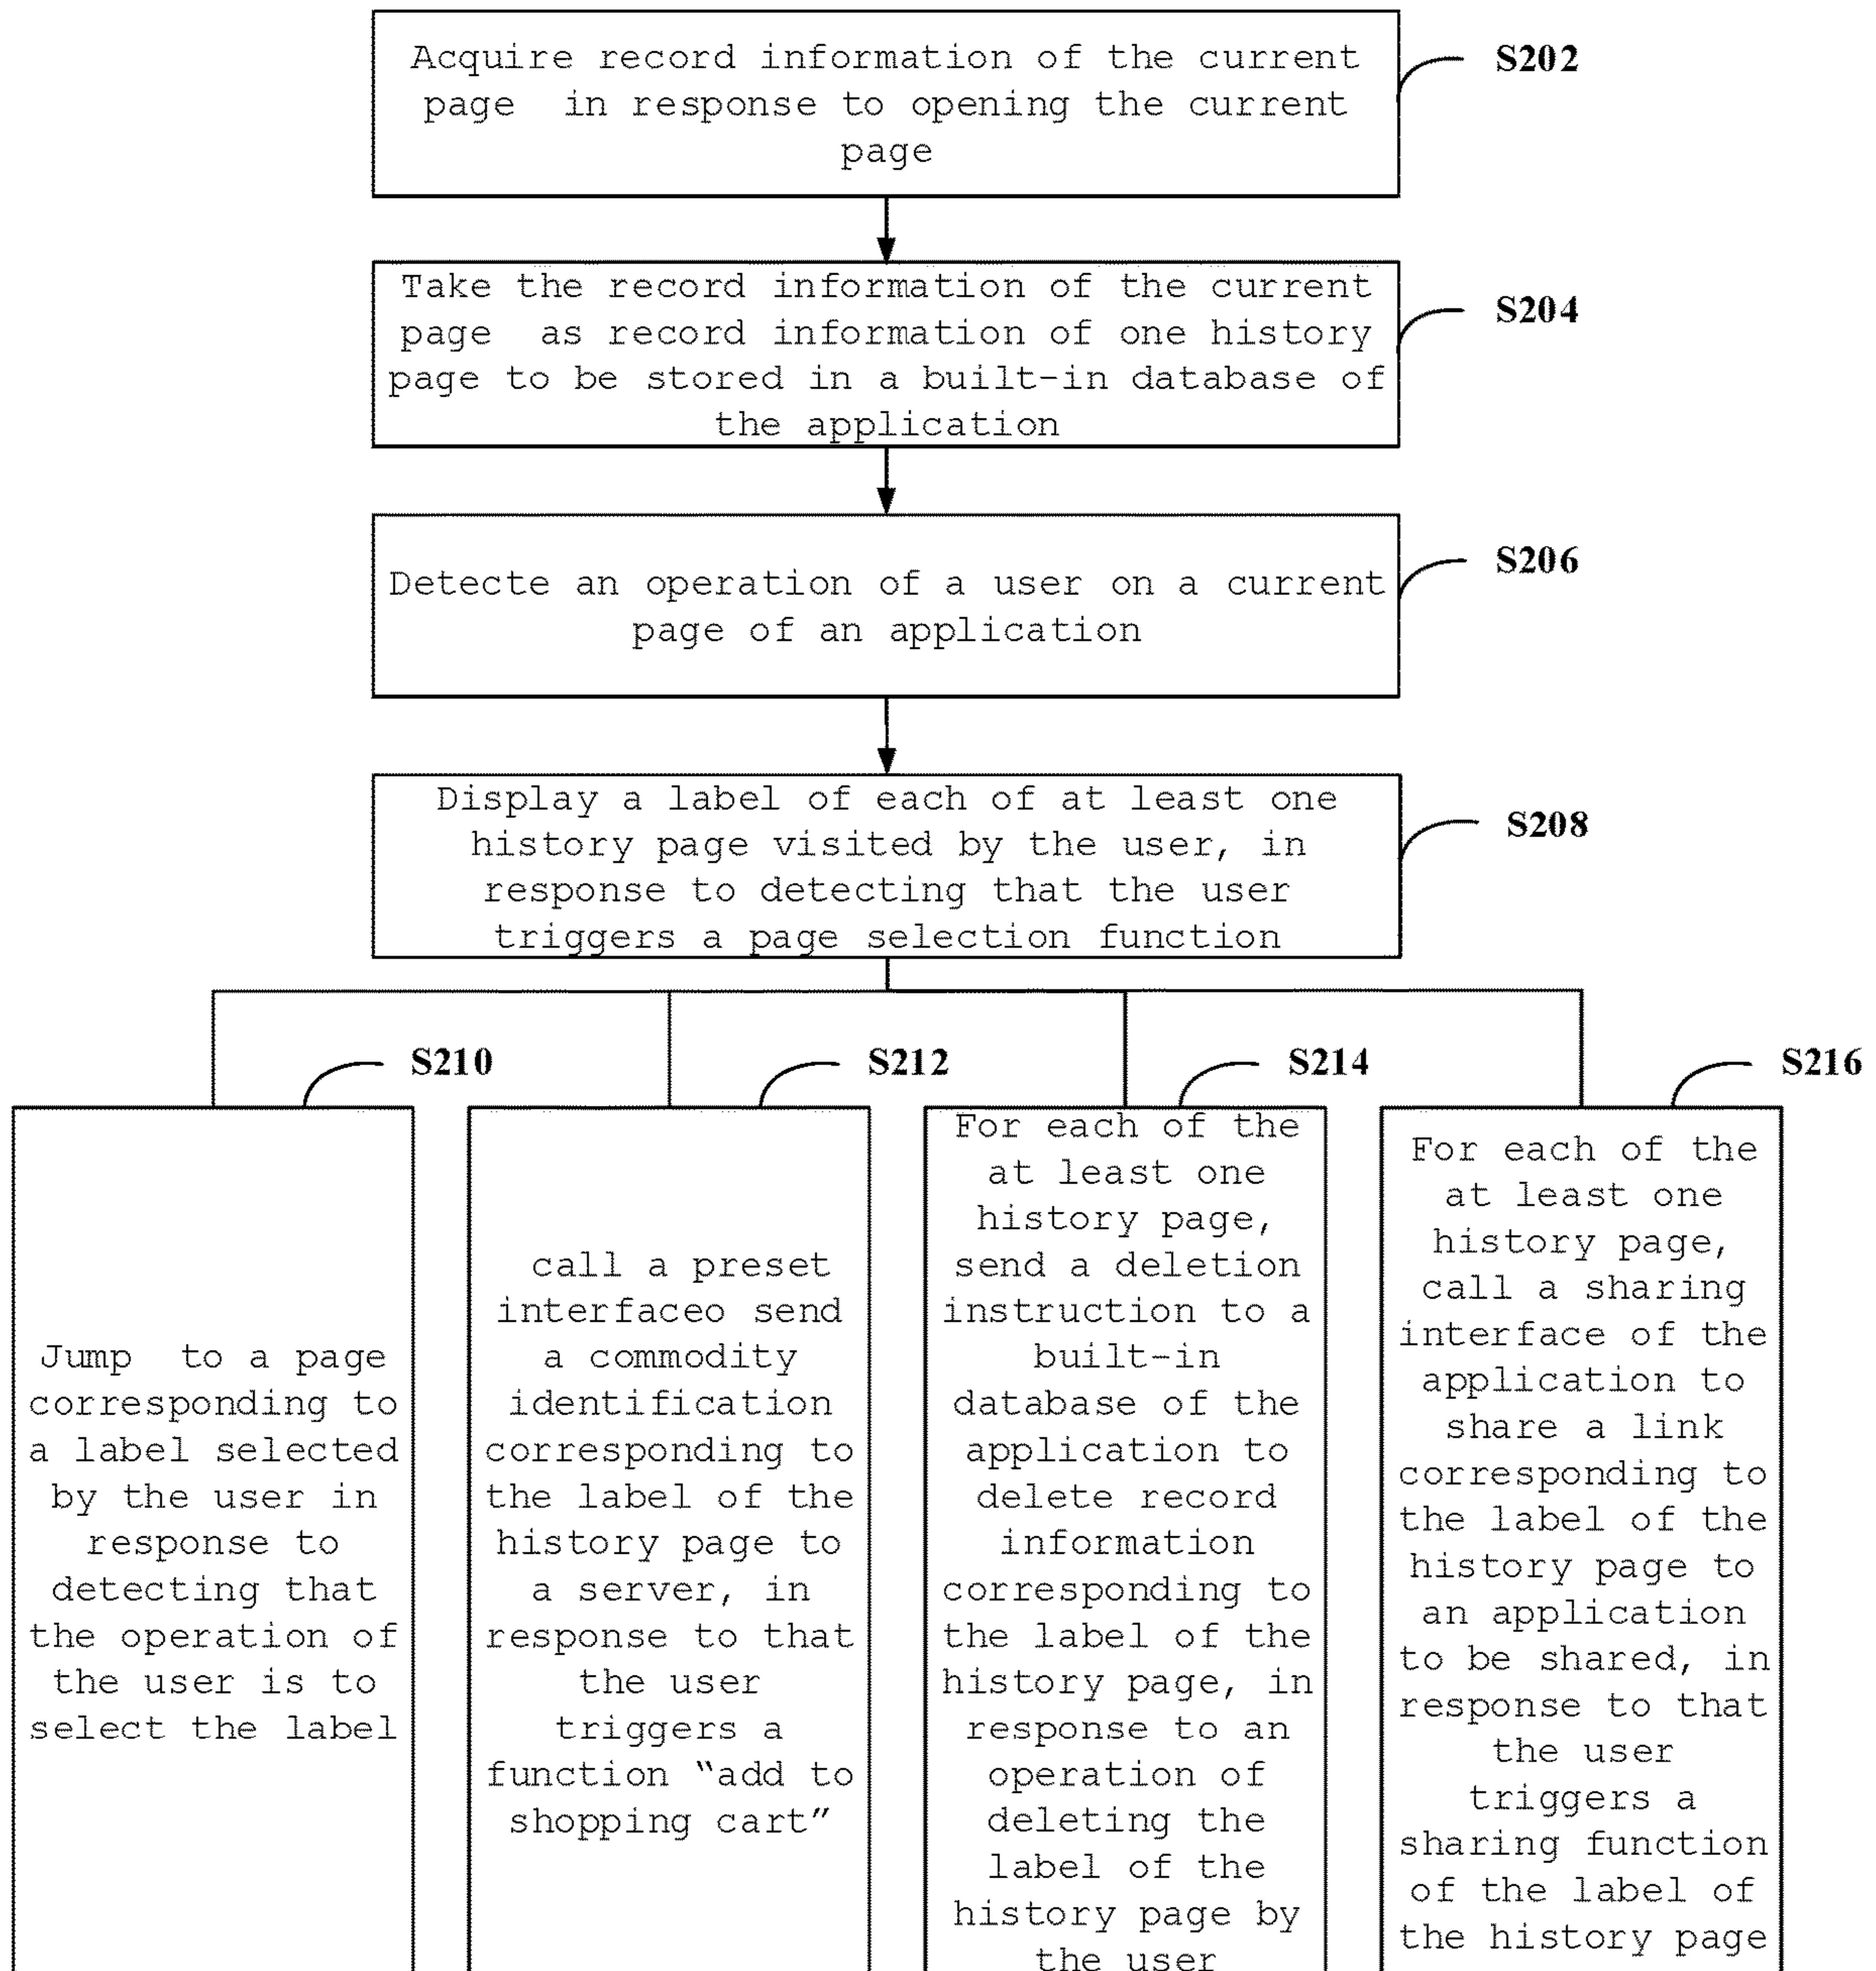 Acquire record information of the current
page in response to opening the current
page
S202
Take the record information of the current
page as record information of one history
page to be stored in a built-in database of
the application
S204
Detecte an operation of a user on a current
page of an application
S206
Display a label of each of at least one
history page visited by the user, in
response to detecting that the user
triggers a page selection function
S208
S210
Jump to a page
corresponding to
a label selected
by the user in
response to
detecting that
the operation of
the user is to
select the label
S212
call a preset
interfaceo send
a commodity
identification
corresponding to
the label of the
history page to
a server, in
response to that
the user
triggers a
function “add to
shopping cart”
S214
For each of the
at least one
history page,
send a deletion
instruction to a
built-in
database of the
application to
delete record
information
corresponding to
the label of the
history page, in
response to an
operation of
deleting the
label of the
history page by
the user
S216
For each of the
at least one
history page,
call a sharing
interface of the
application to
share a link
corresponding to
the label of the
history page to
an application
to be shared, in
response to that
the user
triggers a
sharing function
of the label of
the history page